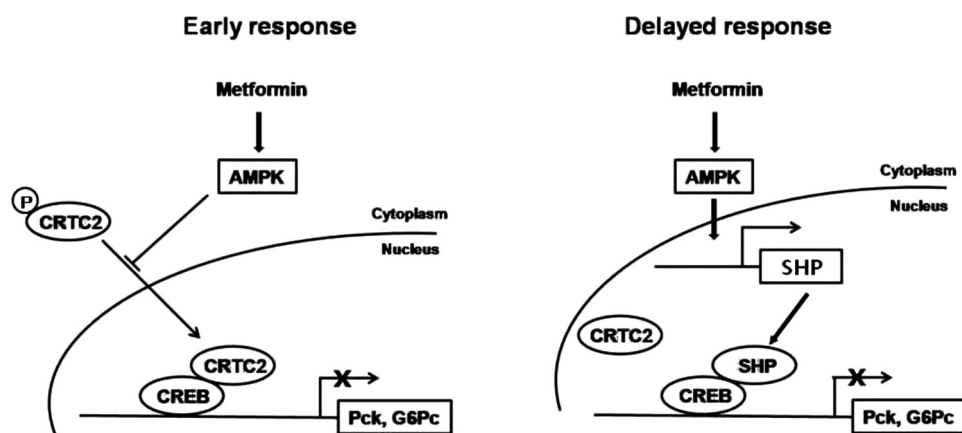 Early response
Metformin
AMPK
P
CRTC2
Cytoplasm
Nucleus
CRTC2
CREB
X
Pck, G6Pc
Delayed response
Metformin
AMPK
Cytoplasm
Nucleus
SHP
CRTC2
SHP
CREB
X
Pck, G6Pc